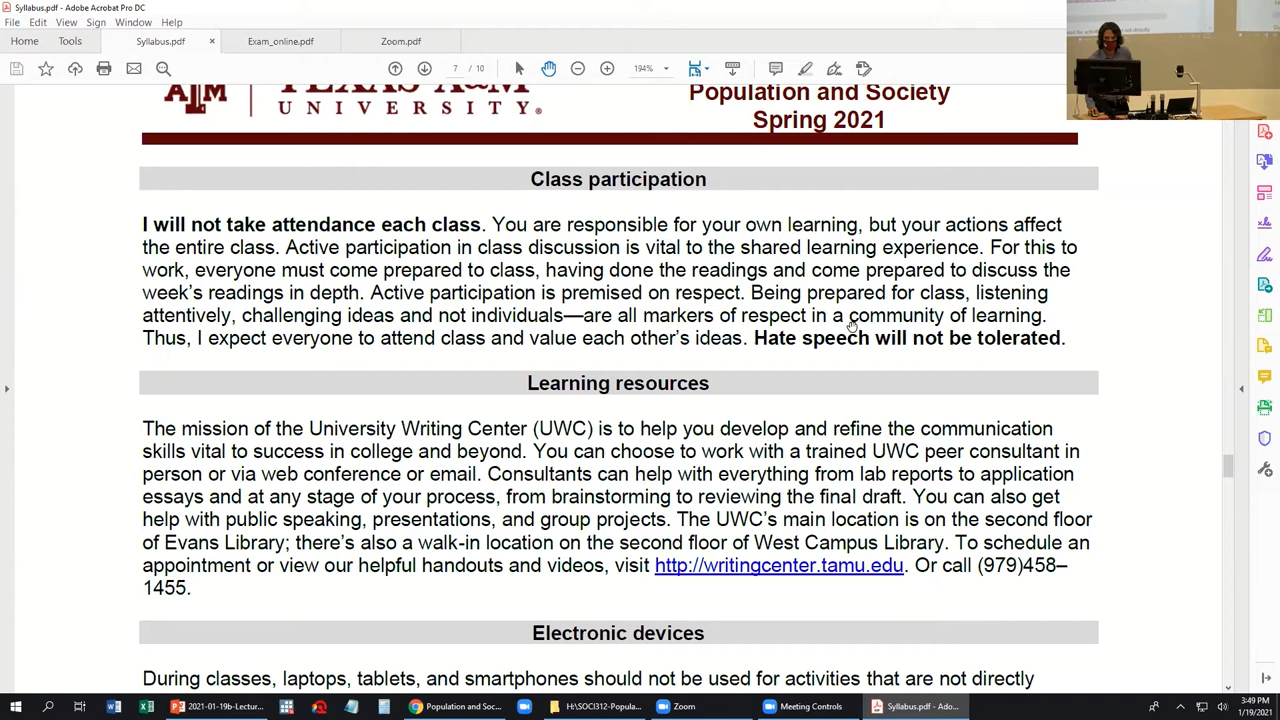 Syllabus.pdf - Adobe Acrobat Pro DC
File Edit View Sign Window Help
Home Tools Syllabus.pdf × Exam_online.pdf Zoom.pdf
7 / 10 194%
TEXAS A&M
UNIVERSITY®
Population and Society
Spring 2021
Class participation
I will not take attendance each class. You are responsible for your own learning, but your actions affect
the entire class. Active participation in class discussion is vital to the shared learning experience. For this to
work, everyone must come prepared to class, having done the readings and come prepared to discuss the
week's readings in depth. Active participation is premised on respect. Being prepared for class, listening
attentively, challenging ideas and not individuals—are all markers of respect in a community of learning.
Thus, I expect everyone to attend class and value each other's ideas. Hate speech will not be tolerated.
Learning resources
The mission of the University Writing Center (UWC) is to help you develop and refine the communication
skills vital to success in college and beyond. You can choose to work with a trained UWC peer consultant in
person or via web conference or email. Consultants can help with everything from lab reports to application
essays and at any stage of your process, from brainstorming to reviewing the final draft. You can also get
help with public speaking, presentations, and group projects. The UWC's main location is on the second floor
of Evans Library; there's also a walk-in location on the second floor of West Campus Library. To schedule an
appointment or view our helpful handouts and videos, visit http://writingcenter.tamu.edu. Or call (979)458–
1455.
Electronic devices
During classes, laptops, tablets, and smartphones should not be used for activities that are not directly
2021-01-19b-Lectur... Population and Soc... H:\SOCI312-Popula... Zoom Meeting Controls Syllabus.pdf - Ado...
3:49 PM
1/19/2021